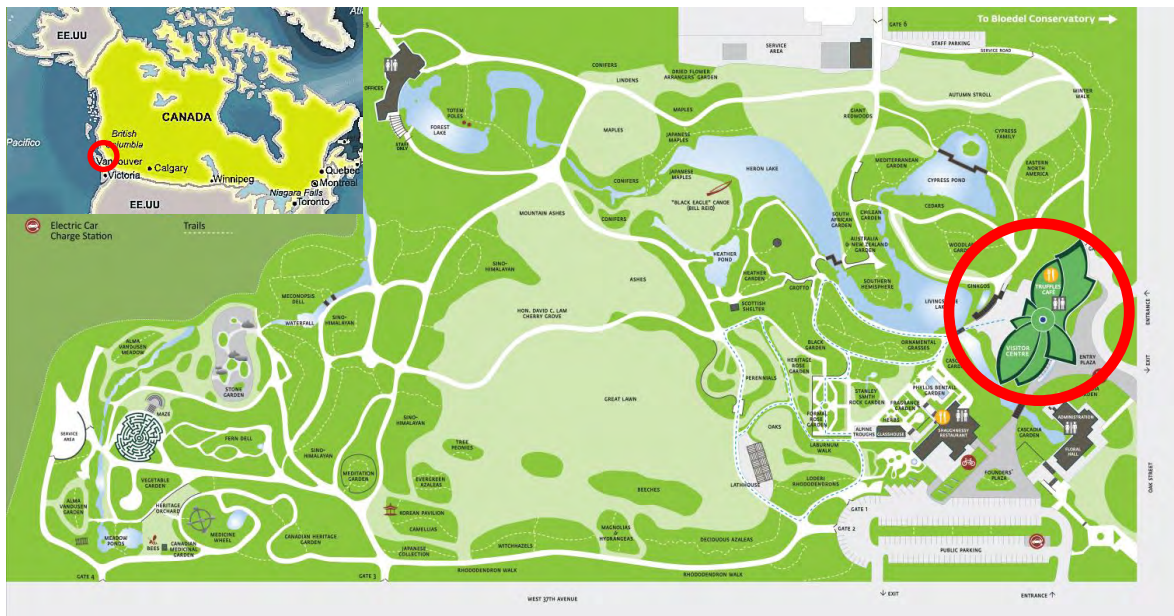 EE.UU
CANADA
Pacífico
British
Vancouver
Calgary
Victoria
Winnipeg
Quebec
Montreal
Niagara Falls
Toronto
EE.UU
Electric Car
Charge Station
Trails
To Bloedel Conservatory
GATE 6
STAFF PARKING
SERVICE ROAD
SERVICE
AREA
OFFICES
STAFF
ONLY
FOREST
LAKE
TOTEM
POLES
CONIFERS
LINDENS
DRIED FLOWER
ARRANGERS' GARDEN
MAPLES
MAPLES
JAPANESE
MAPLES
JAPANESE
MAPLES
CONIFERS
CONIFERS
GIANT
REDWOODS
AUTUMN STROLL
WINTER
WALK
CYPRESS
FAMILY
EASTERN
NORTH
AMERICA
MEDITERRANEAN
GARDEN
CYPRESS POND
CEDARS
HERON LAKE
"BLACK EAGLE" CANOE
(BILL REID)
SOUTH
AFRICAN
GARDEN
CHILEAN
GARDEN
AUSTRALIA
& NEW ZEALAND
GARDEN
SOUTHERN
HEMISPHERE
GINKGOS
TRUFFLES
CAFÉ
VISITOR
CENTRE
ENTRANCE
EXIT
ENTRY
PLAZA
MOUNTAIN ASHES
HEATHER
POND
HEATHER
GARDEN
GROTTO
SCOTTISH
SHELTER
ASHES
SINO-
HIMALAYAN
MECONOPSIS
DELL
WATERFALL
SINO-
HIMALAYAN
HON. DAVID C. LAM
CHERRY GROVE
BLACK
GARDEN
ORNAMENTAL
GRASSES
ALMA
VANDUSEN
MEADOW
STONE
GARDEN
PERENNIALS
HERITAGE
ROSE
GARDEN
STANLEY
SMITH
ROCK GARDEN
PHYLLIS BENTALL
GARDEN
FRAGRANCE
GARDEN
HERBS
FORMAL
ROSE
GARDEN
ALPINE
TROUGHS
GLASSHOUSE
SHAUGHNESSY
RESTAURANT
CASCADIA
GARDEN
ADMINISTRATION
GLOBAL
HALL
OAK STREET
GREAT LAWN
MAZE
SERVICE
AREA
FERN DELL
SINO-
HIMALAYAN
SINO-
HIMALAYAN
TREE
PEONIES
OAKS
LABURNUM
WALK
LATHHOUSE
LODERI
RHODODENDRONS
FOUNDERS'
PLAZA
MEDITATION
GARDEN
EVERGREEN
AZALEAS
BEECHES
VEGETABLE
GARDEN
HERITAGE
ORCHARD
ALMA
VANDUSEN
GARDEN
KOREAN PAVILION
CAMELLIAS
JAPANESE
COLLECTION
MEADOW
PONDS
BEES
CANADIAN
MEDICINAL
GARDEN
MEDICINE
WHEEL
CANADIAN HERITAGE
GARDEN
WITCHHAZELS
MAGNOLIAS
&
HYDRANGEAS
DECIDUOUS AZALEAS
GATE 1
GATE 2
PUBLIC PARKING
GATE 4
GATE 3
RHODODENDRON WALK
RHODODENDRON WALK
EXIT
ENTRANCE
WEST 37TH AVENUE